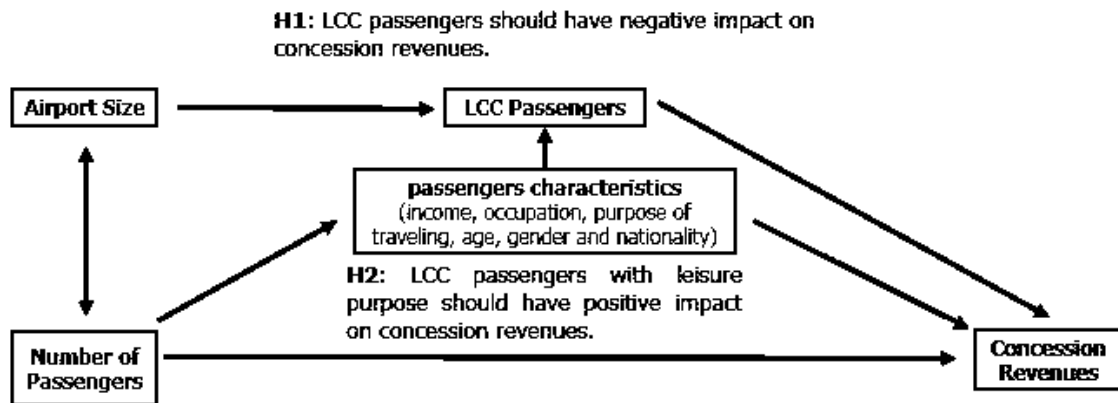 H1: LCC passengers should have negative impact on
concession revenues.
Airport Size
LCC Passengers
passengers characteristics
(income, occupation, purpose of
traveling, age, gender and nationality)
H2: LCC passengers with leisure
purpose should have positive impact
on concession revenues.
Number of
Passengers
Concession
Revenues